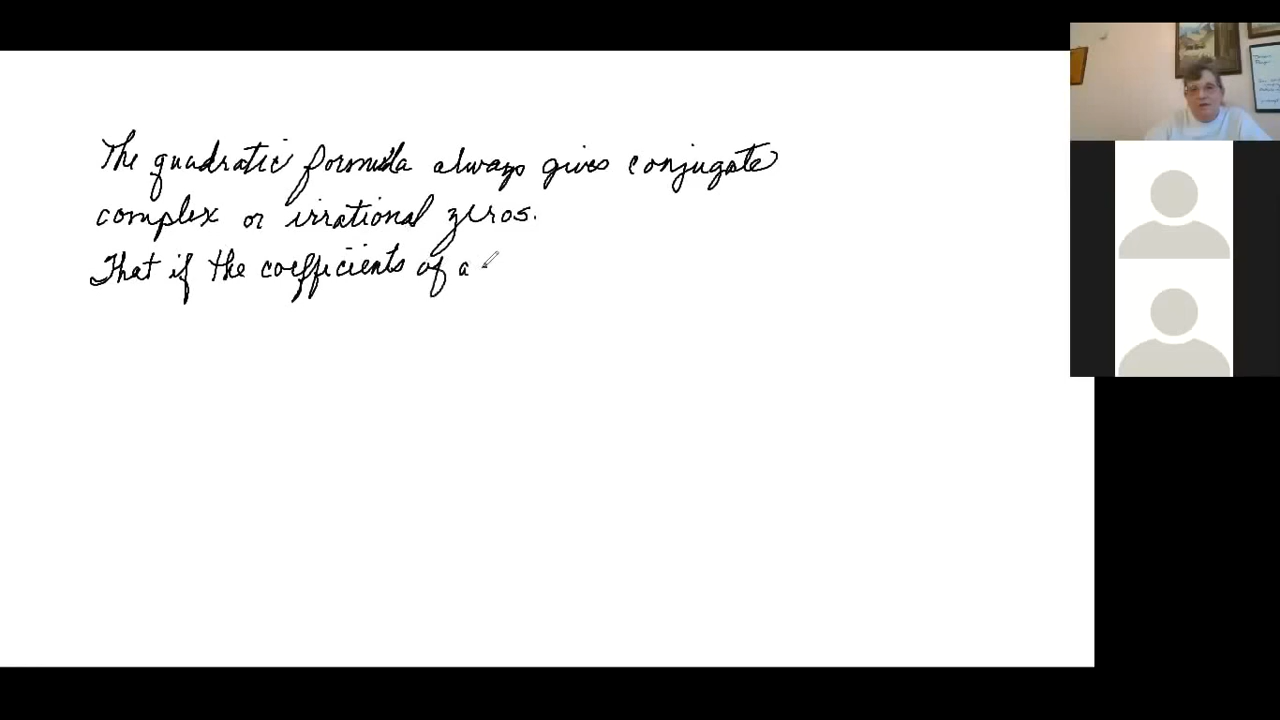 The quadratic formula always gives conjugate
complex or irrational zeros.
That if the coefficients of a